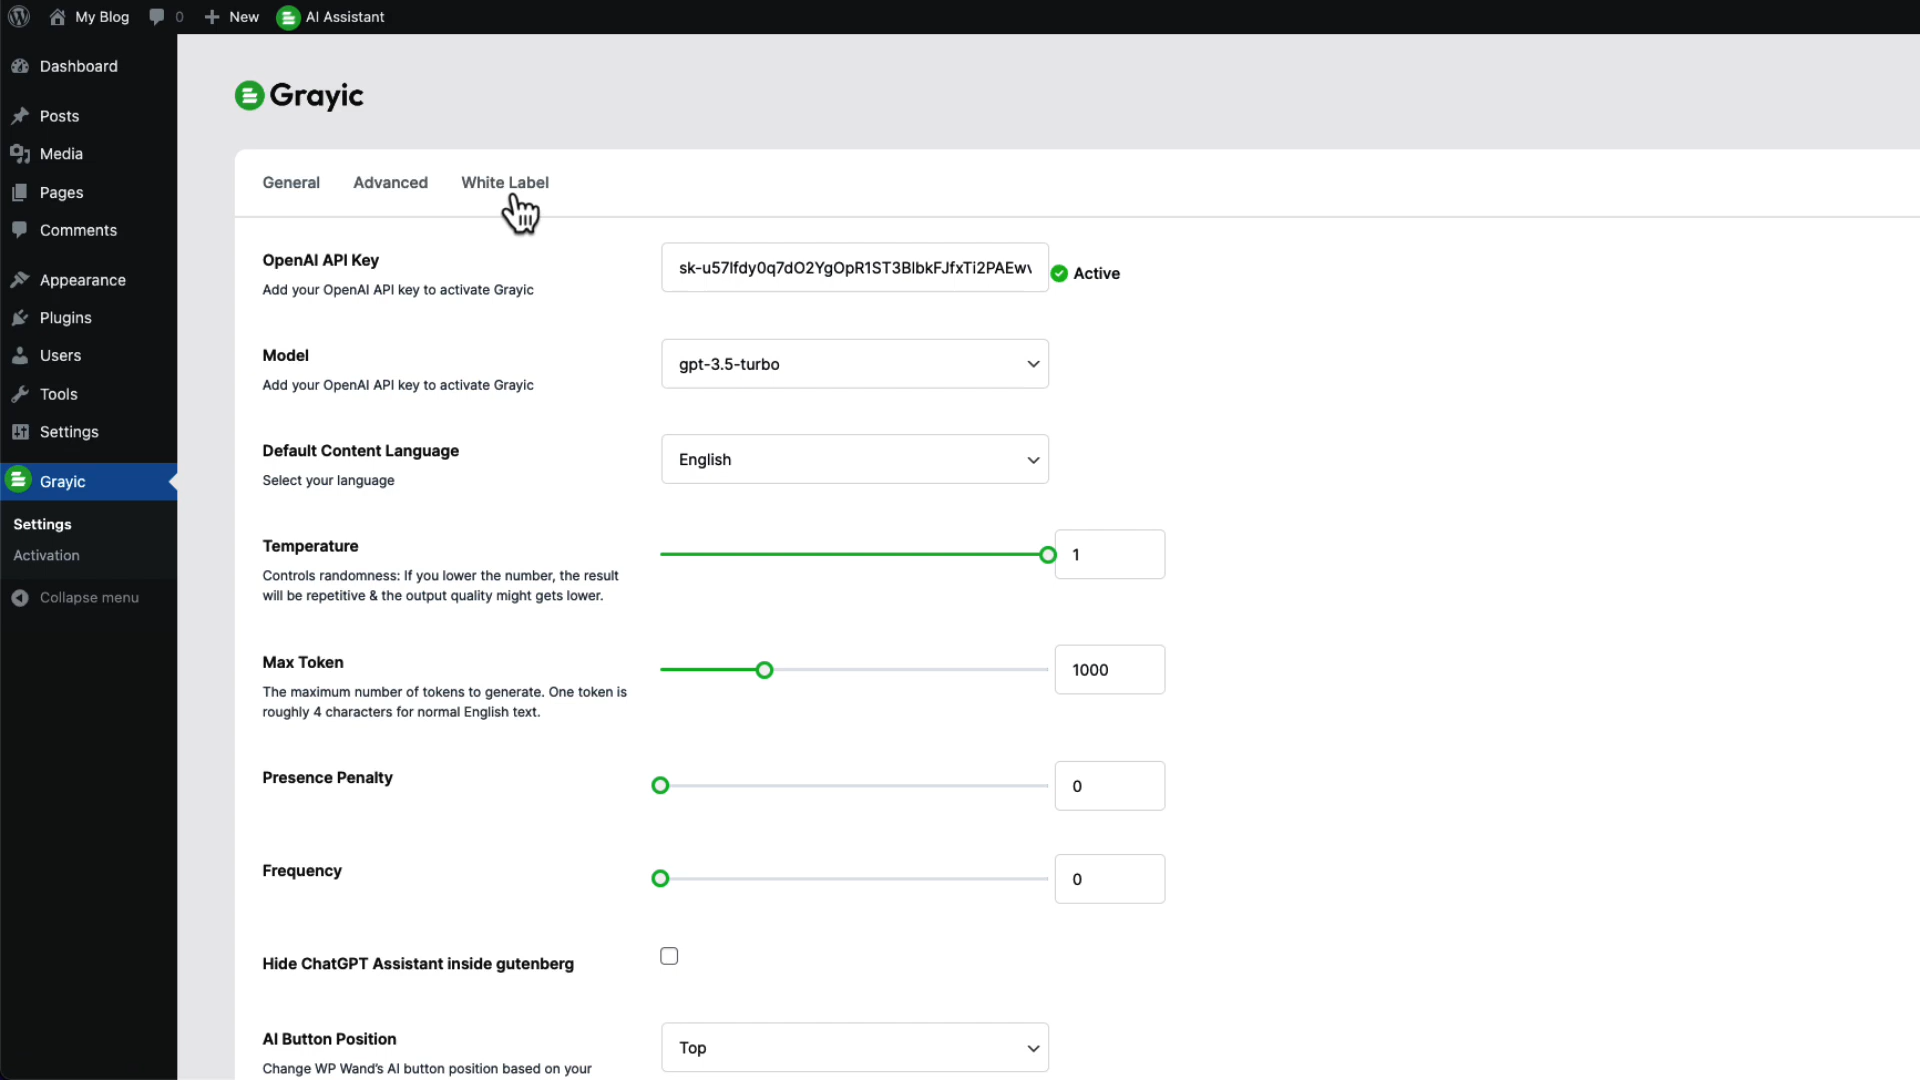 My Blog
0
New
AI Assistant
Dashboard
Posts
Media
Pages
Comments
Appearance
Plugins
Users
Tools
Settings
Grayic
Settings
Activation
Collapse menu
Grayic
General
Advanced
White Label
OpenAI API Key
Add your OpenAI API key to activate Grayic
Active
Model
Add your OpenAI API key to activate Grayic
gpt-3.5-turbo
Default Content Language
Select your language
English
Temperature
Controls randomness: If you lower the number, the result
will be repetitive & the output quality might gets lower.
1
Max Token
The maximum number of tokens to generate. One token is
roughly 4 characters for normal English text.
1000
Presence Penalty
0
Frequency
0
Hide ChatGPT Assistant inside gutenberg
AI Button Position
Change WP Wand's AI button position based on your
Top